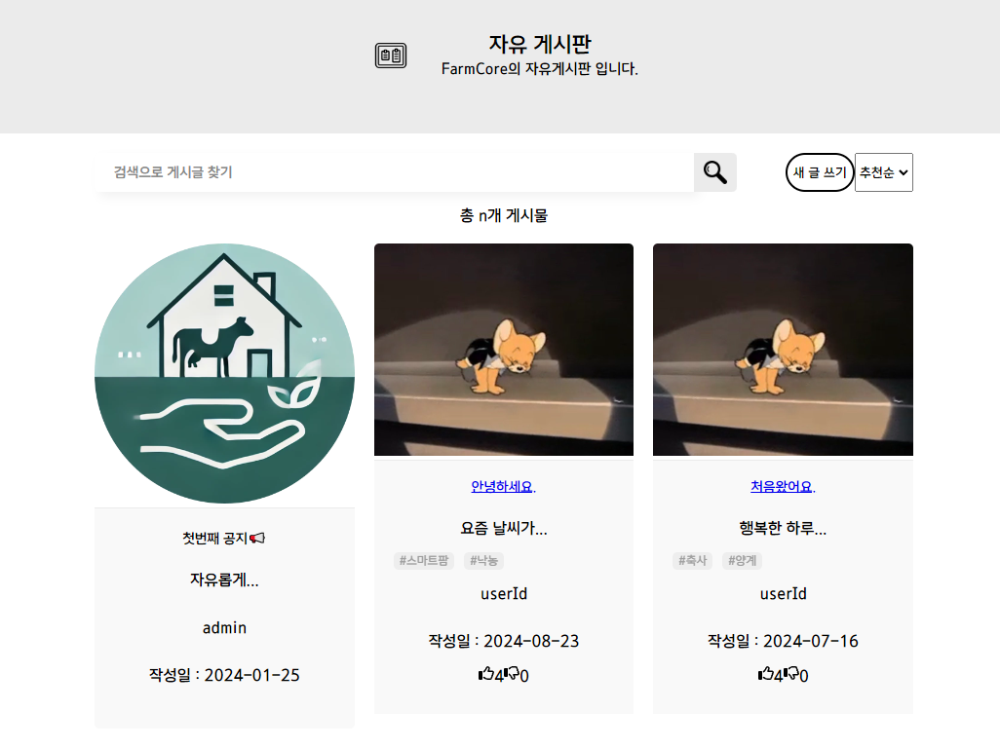 자유 게시판
FarmCore의 자유게시판 입니다.
검색으로 게시글 찾기
새 글 쓰기
추천순
총 n개 게시물
첫번째 공지
자유롭게...
admin
작성일 : 2024-01-25
안녕하세요.
요즘 날씨가...
#스마트팜 #낙농
userId
작성일 : 2024-08-23
4 0
처음왔어요.
행복한 하루...
#축사 #양계
userId
작성일 : 2024-07-16
4 0